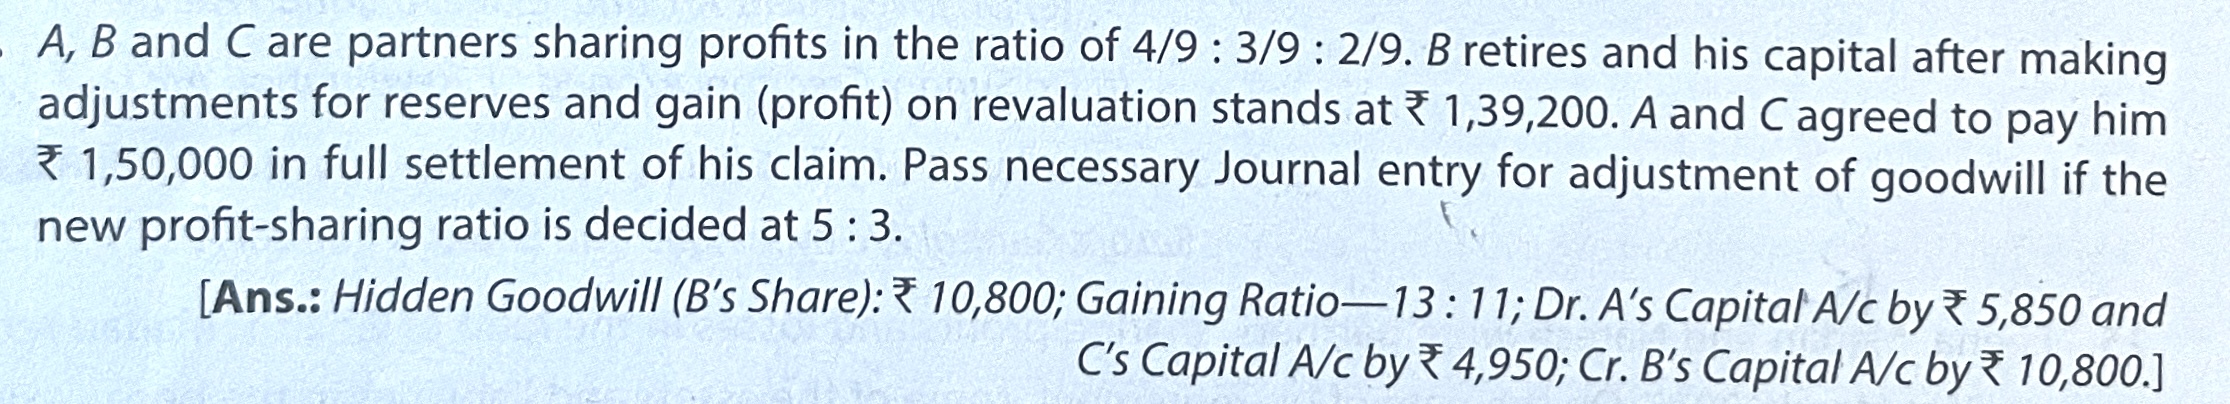 A, B and C are partners sharing profits in the ratio of 4/9 : 3/9 : 2/9. B retires and his capital after making
adjustments for reserves and gain (profit) on revaluation stands at ₹ 1,39,200. A and C agreed to pay him
₹ 1,50,000 in full settlement of his claim. Pass necessary Journal entry for adjustment of goodwill if the
new profit-sharing ratio is decided at 5 : 3.
[Ans.: Hidden Goodwill (B's Share): ₹ 10,800; Gaining Ratio—13 : 11; Dr. A's Capital A/c by ₹ 5,850 and
C's Capital A/c by ₹ 4,950; Cr. B's Capital A/c by ₹ 10,800.]